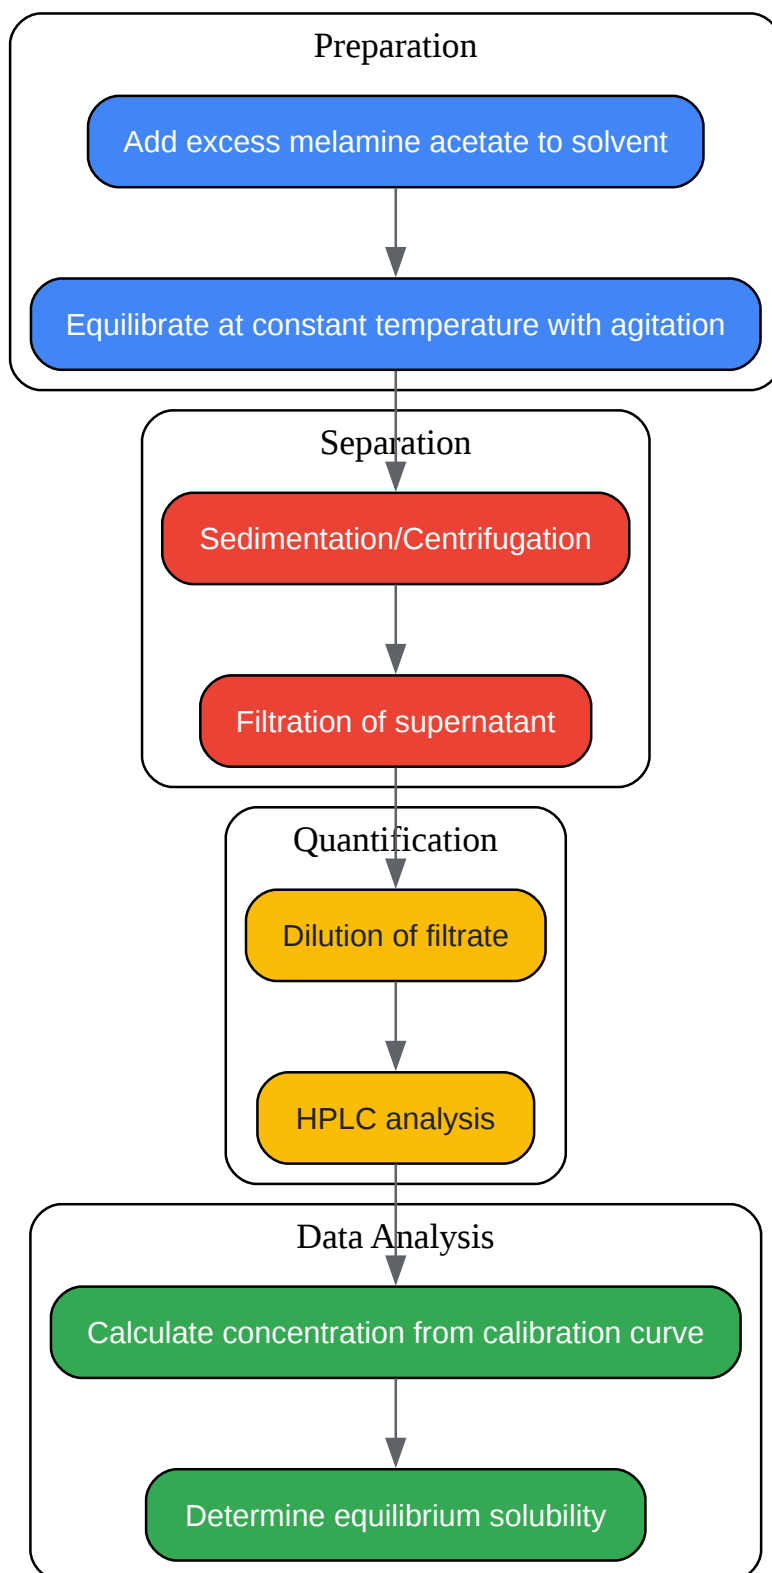 Preparation
Add excess melamine acetate to solvent
Equilibrate at constant temperature with agitation
Separation
Sedimentation/Centrifugation
Filtration of supernatant
Quantification
Dilution of filtrate
HPLC analysis
Data Analysis
Calculate concentration from calibration curve
Determine equilibrium solubility